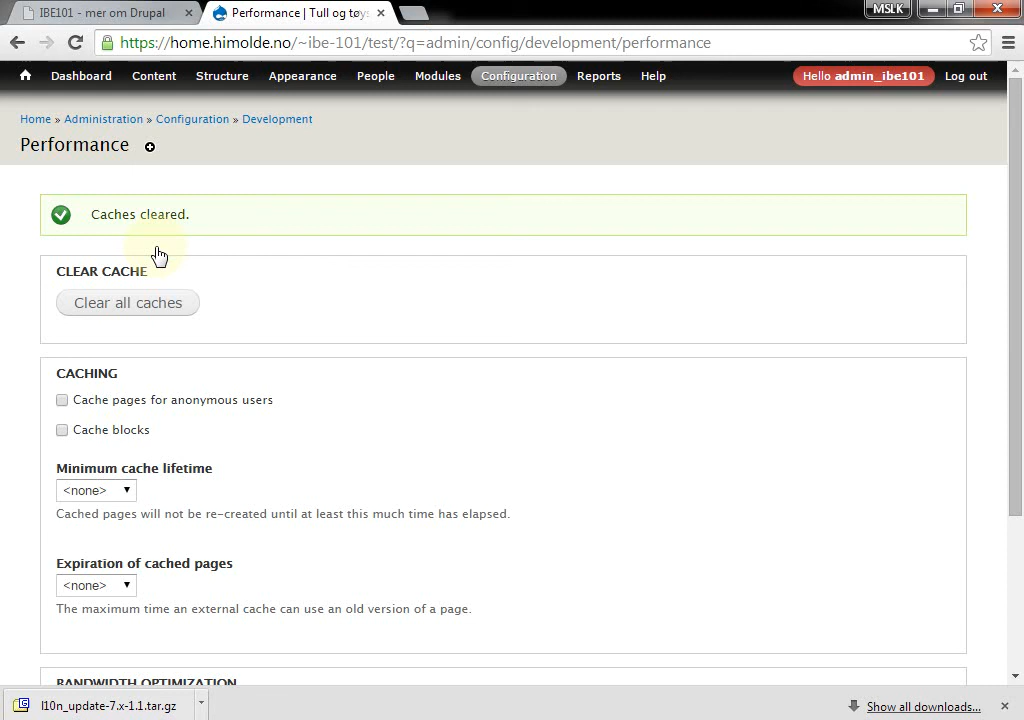 IBE101 - mer om Drupal
Performance | Tull og tøys
MSLK
https://home.himolde.no/~ibe-101/test/?q=admin/config/development/performance
Dashboard Content Structure Appearance People Modules Configuration Reports Help Hello admin_ibe101 Log out
Home » Administration » Configuration » Development
Performance
Caches cleared.
CLEAR CACHE
Clear all caches
CACHING
Cache pages for anonymous users
Cache blocks
Minimum cache lifetime
<none>
Cached pages will not be re-created until at least this much time has elapsed.
Expiration of cached pages
<none>
The maximum time an external cache can use an old version of a page.
BANDWIDTH OPTIMIZATION
l10n_update-7.x-1.1.tar.gz
Show all downloads...